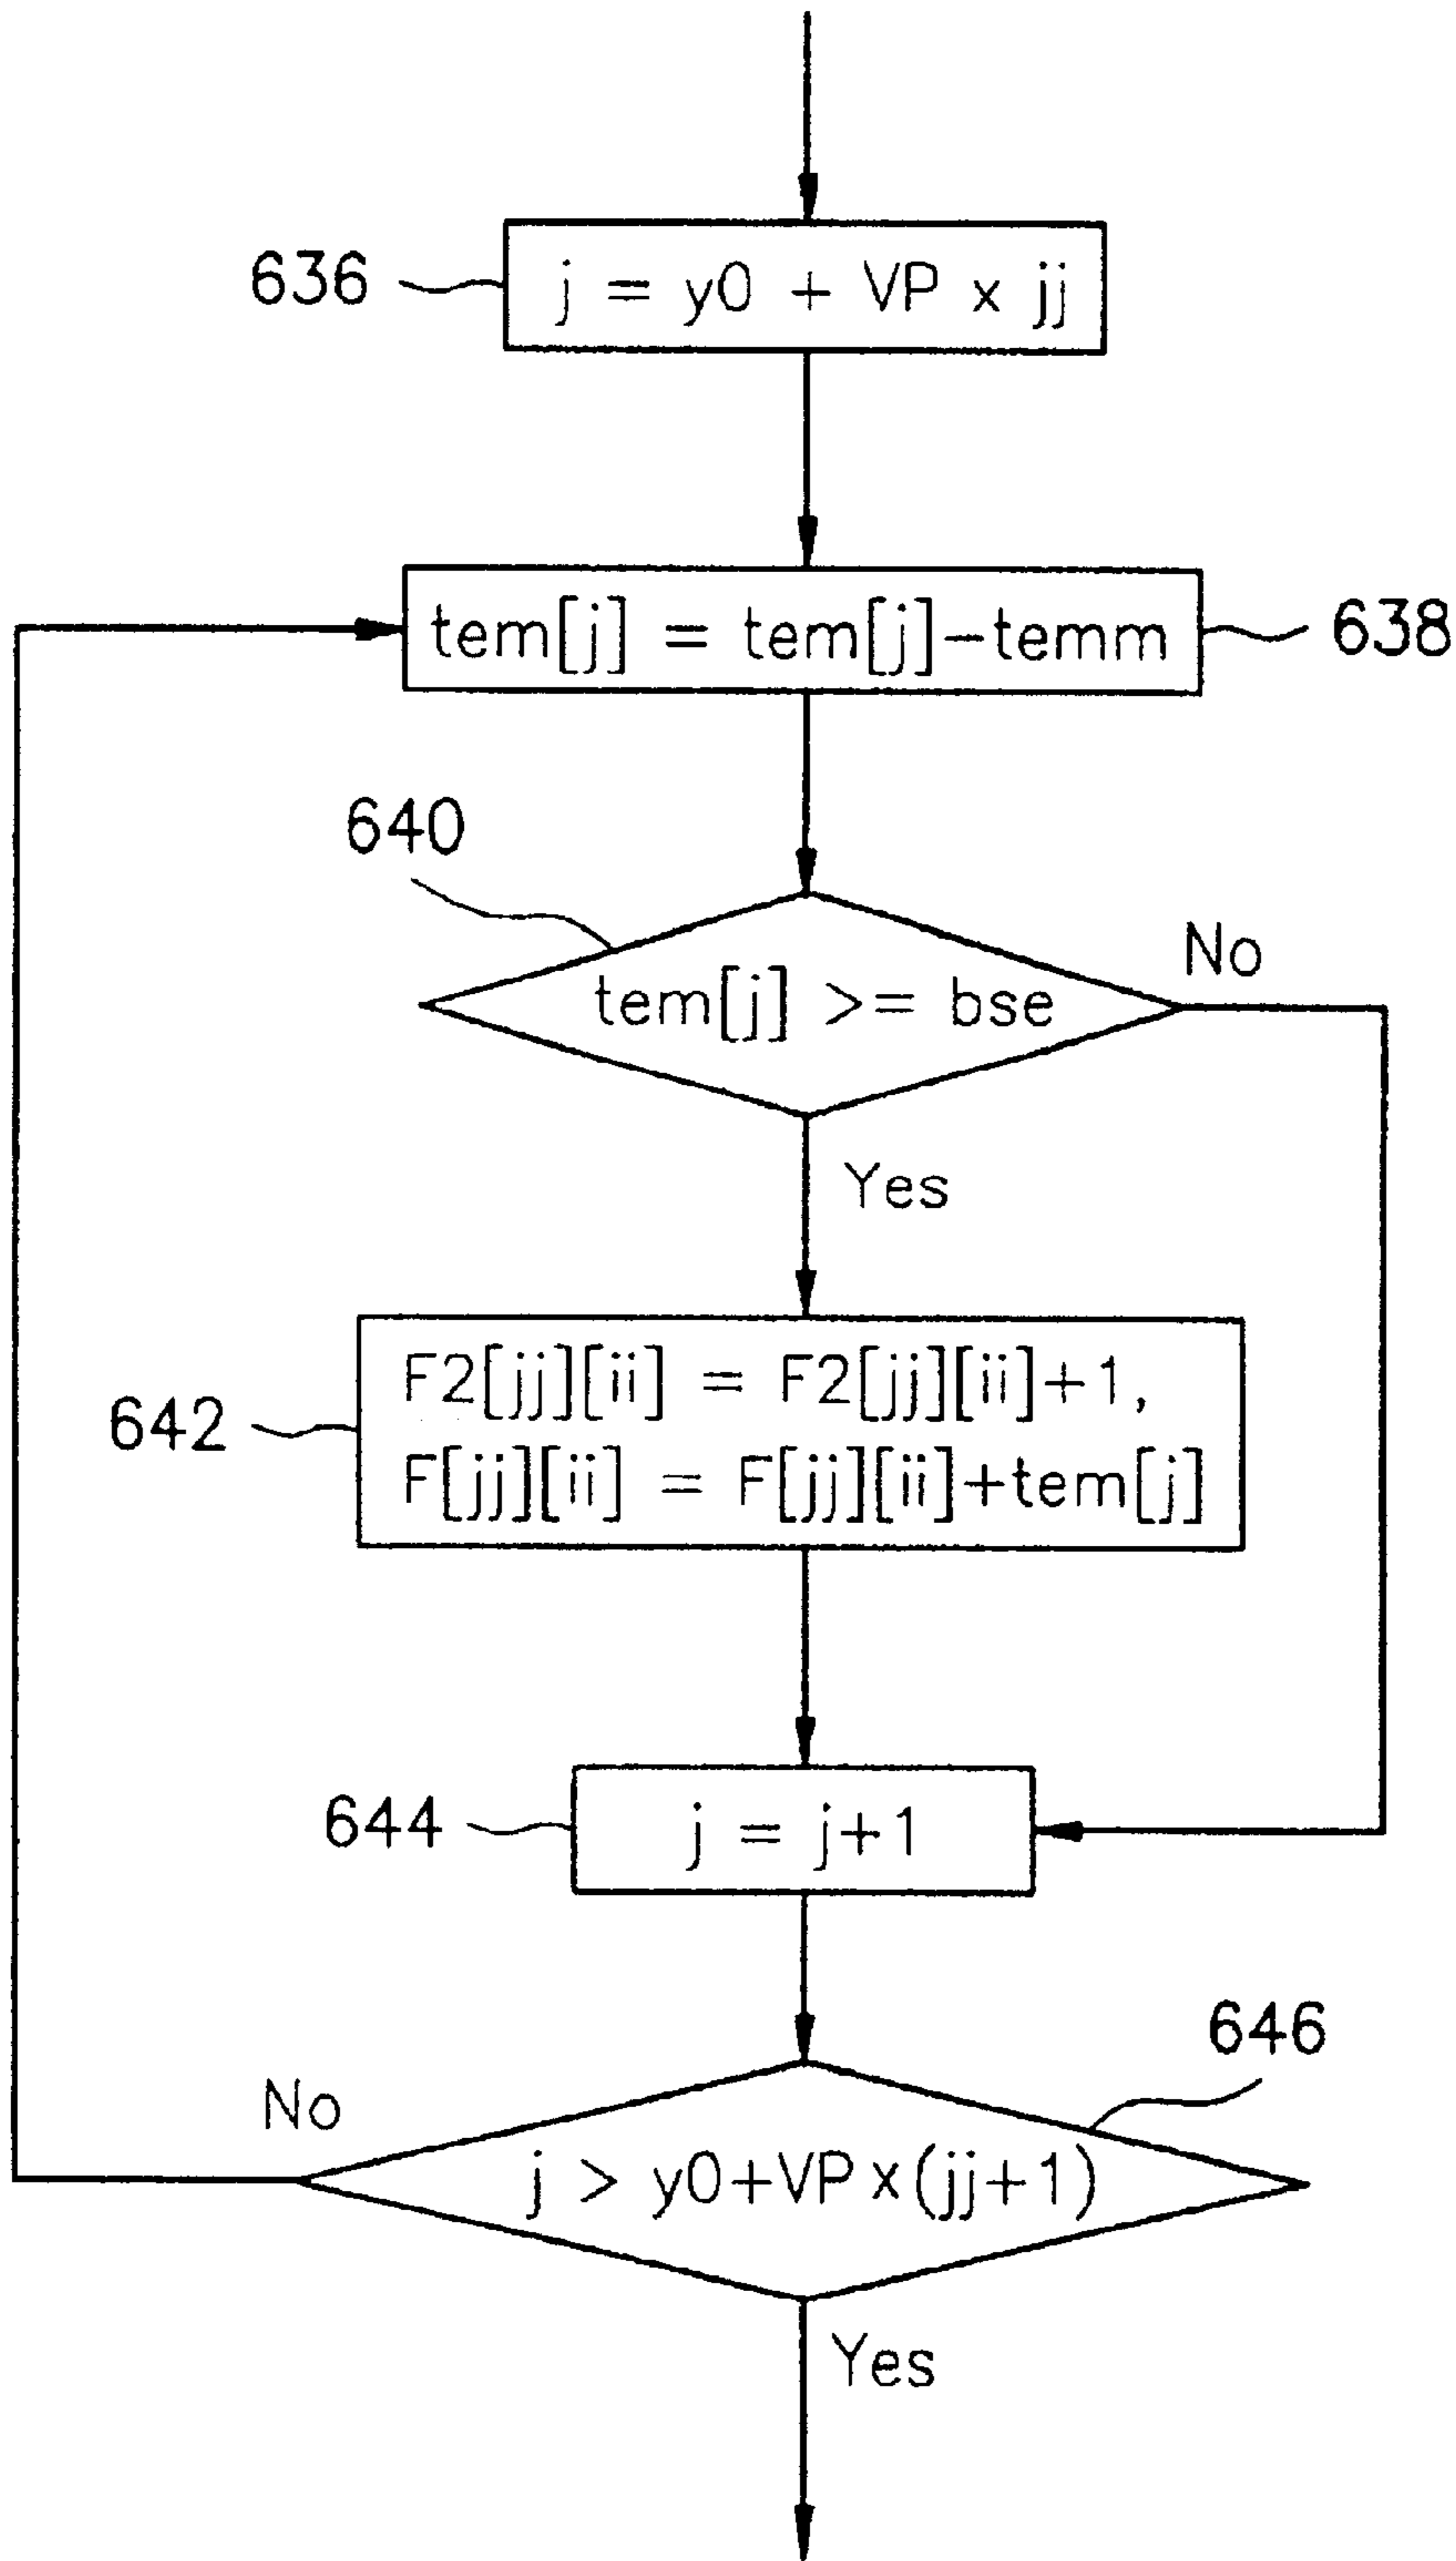 636
j = y0 + VP x jj
tem[j] = tem[j]-temm
638
640
tem[j] >= bse
No
Yes
642
F2[jj][ii] = F2[jj][ii]+1,
F[jj][ii] = F[jj][ii]+tem[j]
644
j = j+1
646
No
j > y0+VPx(jj+1)
Yes